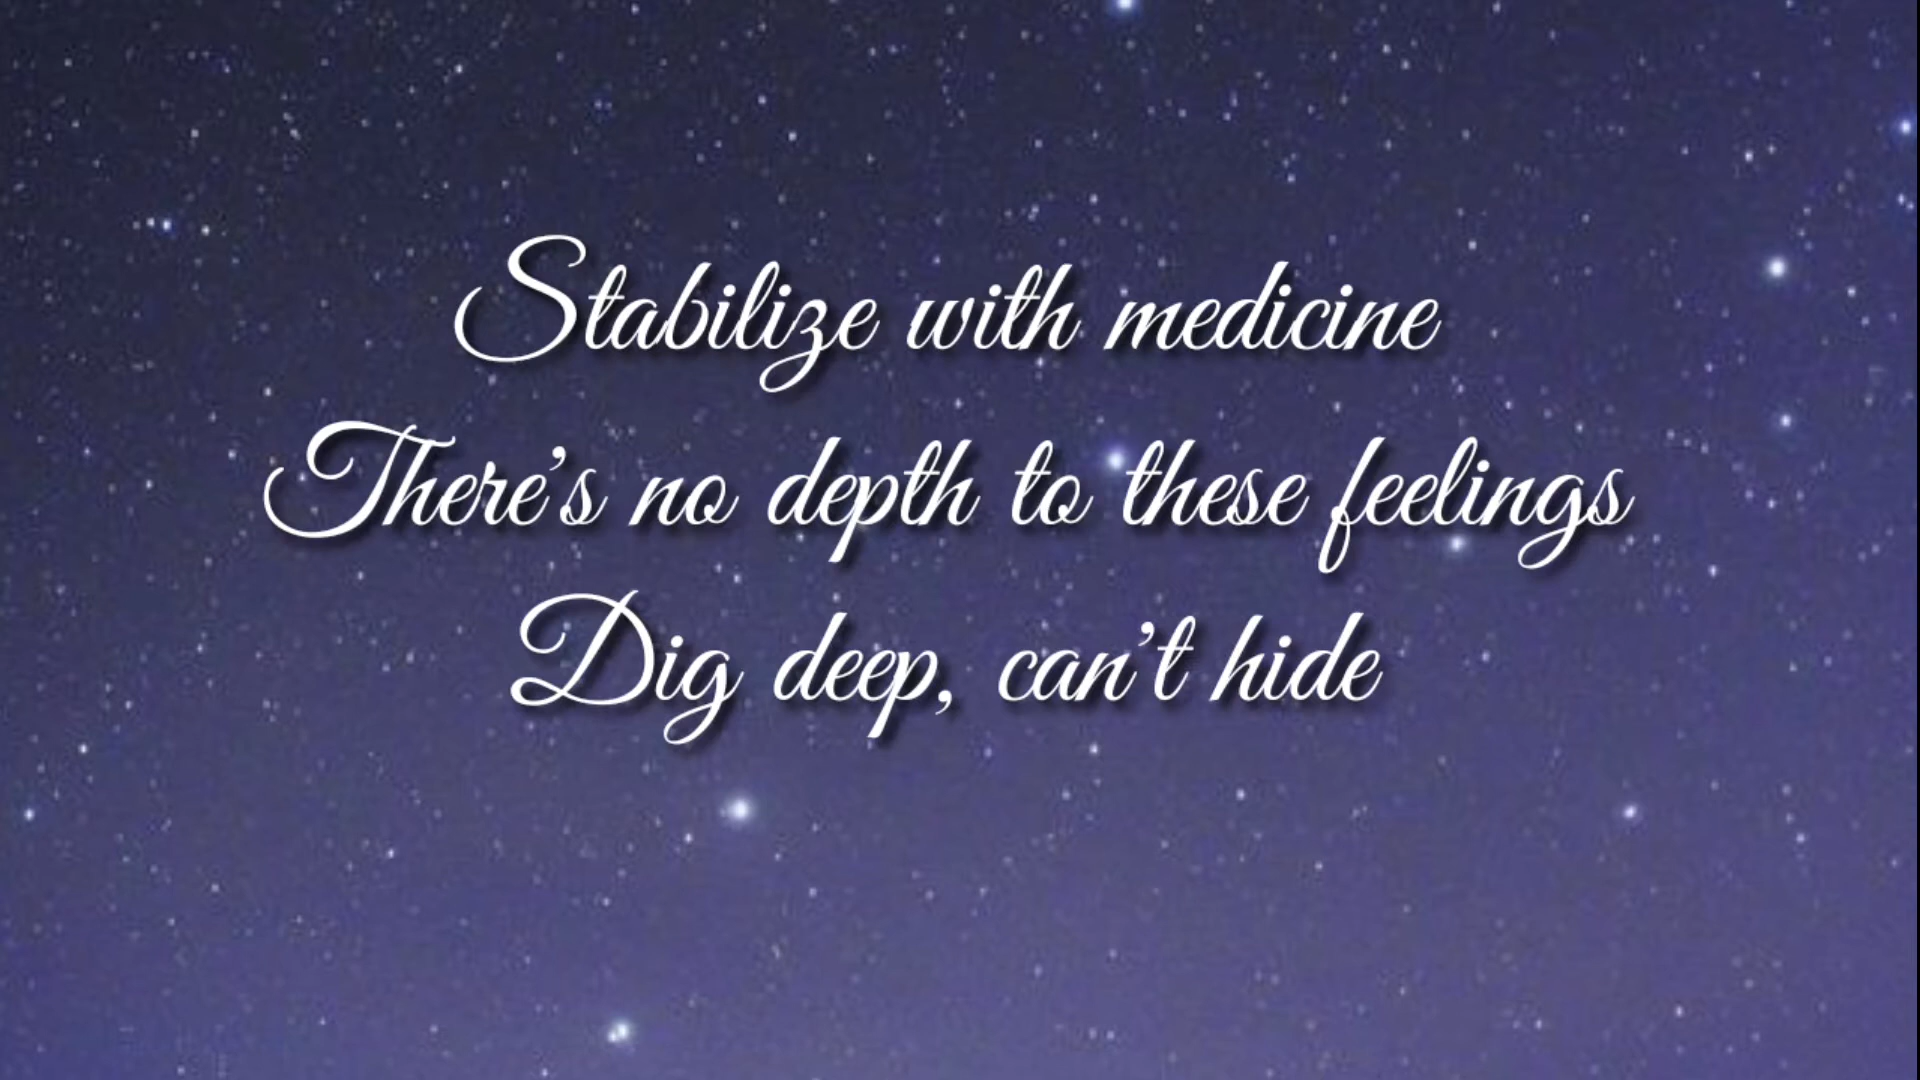 Stabilize with medicine
There's no depth to these feelings
Dig deep, can't hide